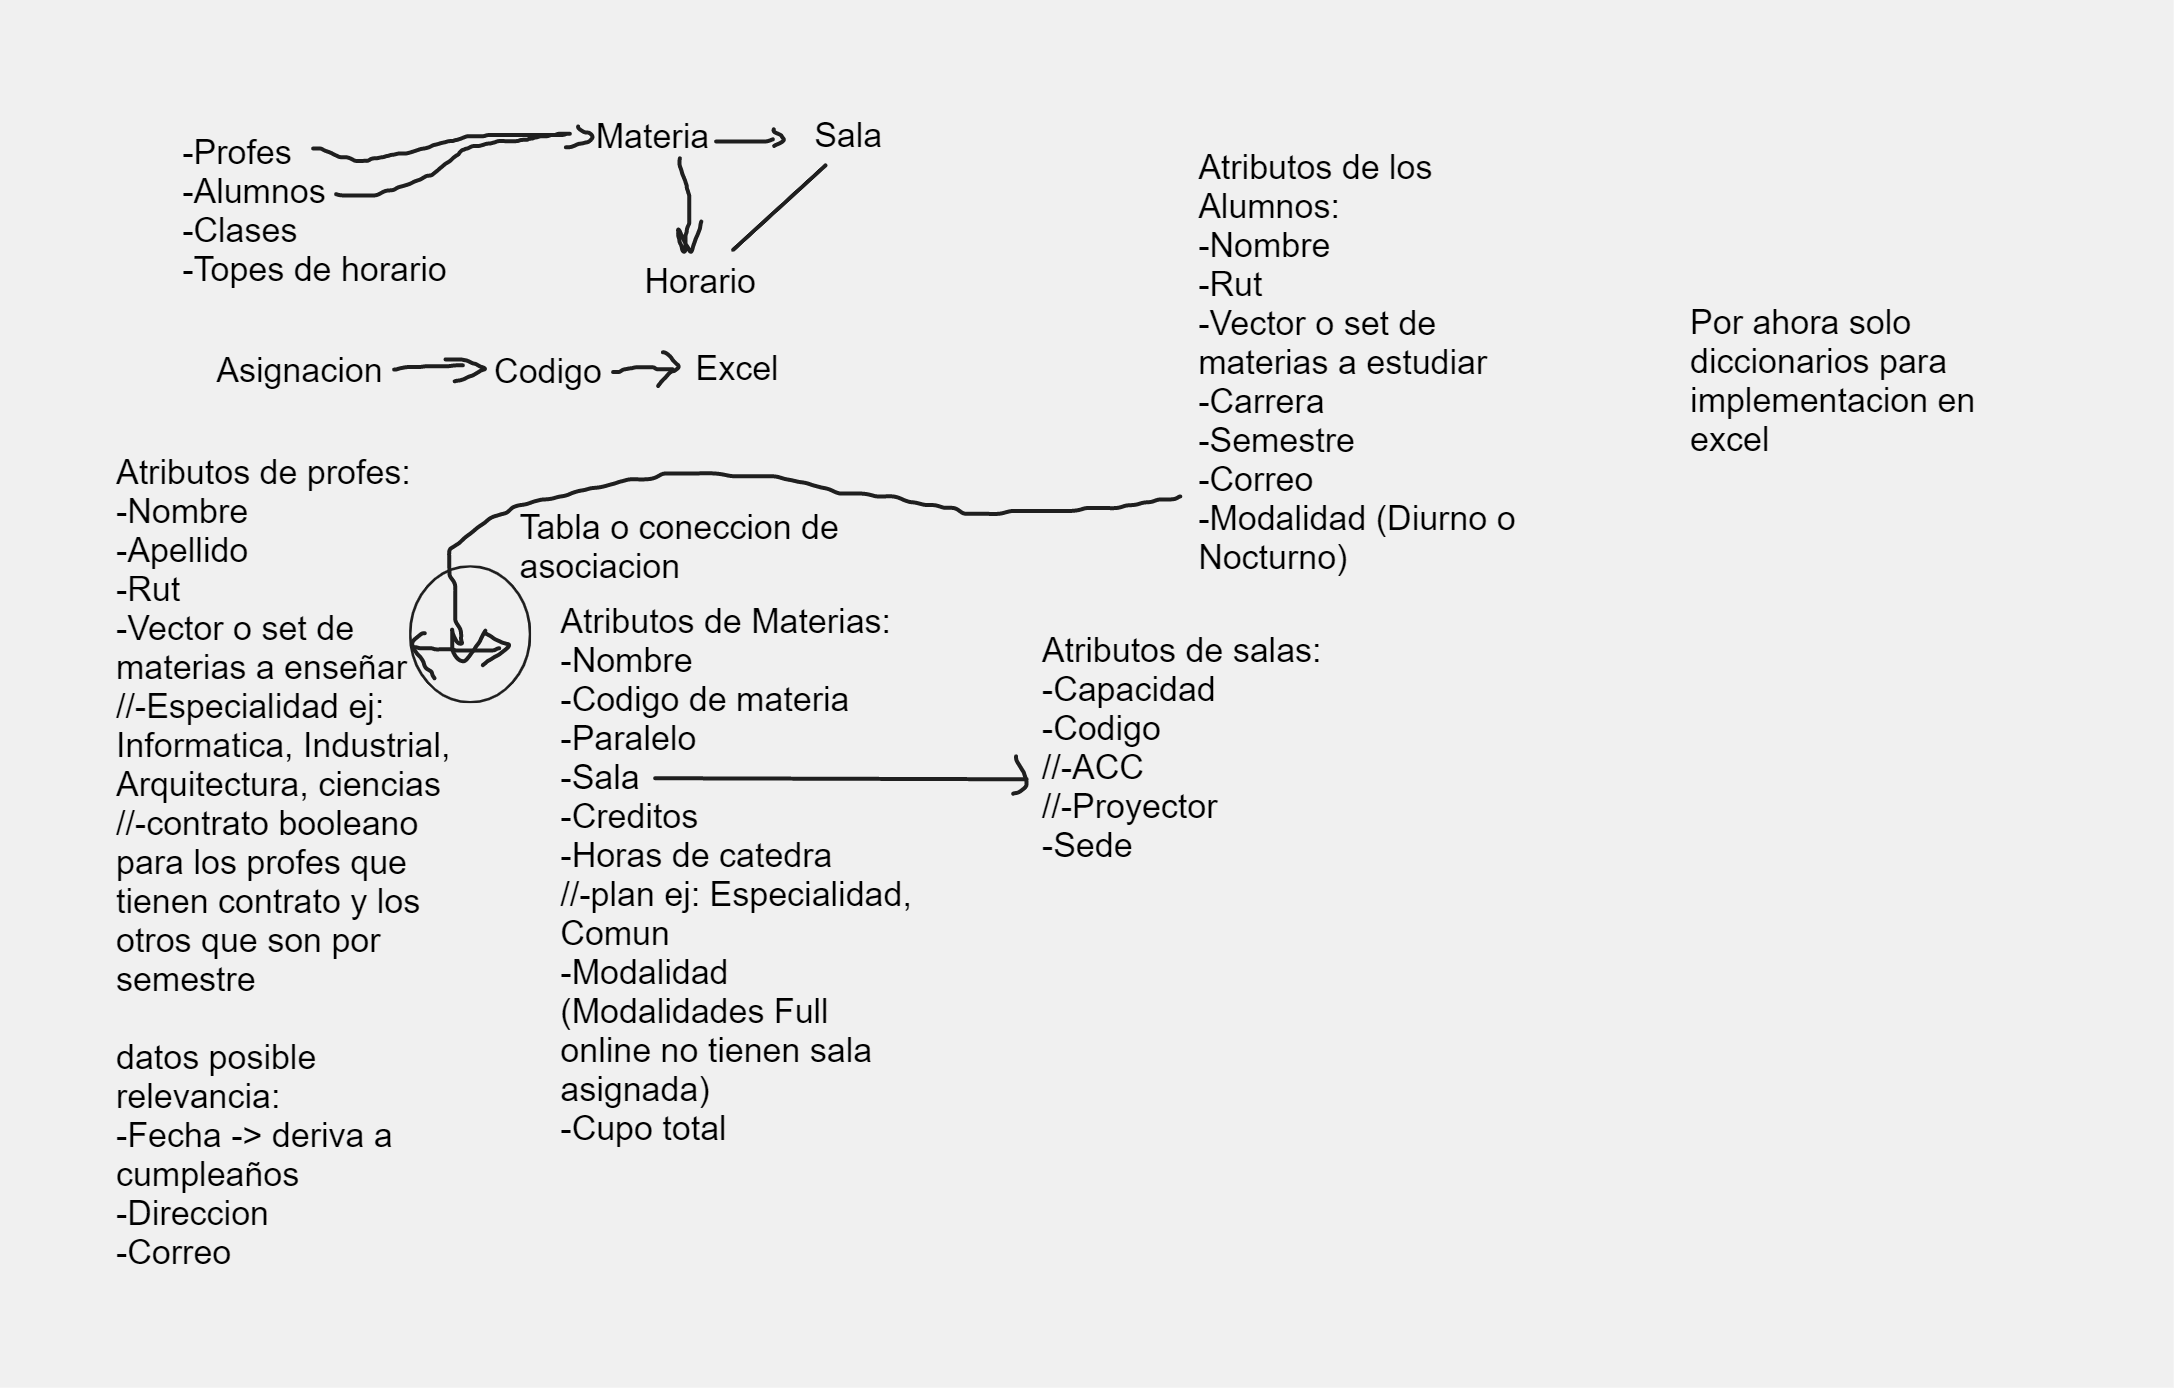 -Profes
-Alumnos
-Clases
-Topes de horario
Materia
Sala
Horario
Asignacion
Codigo
Excel
Atributos de profes:
-Nombre
-Apellido
-Rut
-Vector o set de
materias a enseñar
//-Especialidad ej:
Informatica, Industrial,
Arquitectura, ciencias
//-contrato booleano
para los profes que
tienen contrato y los
otros que son por
semestre
datos posible
relevancia:
-Fecha -> deriva a
cumpleaños
-Direccion
-Correo
Tabla o coneccion de
asociacion
Atributos de Materias:
-Nombre
-Codigo de materia
-Paralelo
-Sala
-Creditos
-Horas de catedra
//-plan ej: Especialidad,
Comun
-Modalidad
(Modalidades Full
online no tienen sala
asignada)
-Cupo total
Atributos de salas:
-Capacidad
-Codigo
//-ACC
//-Proyector
-Sede
Atributos de los
Alumnos:
-Nombre
-Rut
-Vector o set de
materias a estudiar
-Carrera
-Semestre
-Correo
-Modalidad (Diurno o
Nocturno)
Por ahora solo
diccionarios para
implementacion en
excel